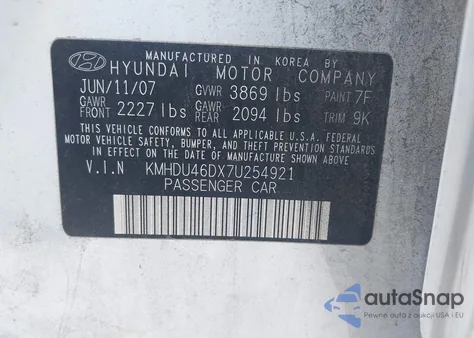 MANUFACTURED IN KOREA BY
HYUNDAI MOTOR COMPANY
JUN/11/07 GVWR 3869 lbs PAINT 7F
GAWR FRONT 2227 lbs GAWR REAR 2094 lbs TRIM 9K
THIS VEHICLE CONFORMS TO ALL APPLICABLE U.S.A. FEDERAL
MOTOR VEHICLE SAFETY, BUMPER, AND THEFT PREVENTION STANDARDS
IN EFFECT ON THE DATE OF MANUFACTURE SHOWN ABOVE.
V.I.N KMHDU46DX7U254921
PASSENGER CAR
autoSnap
Pewne auta z aukcji USA i EU